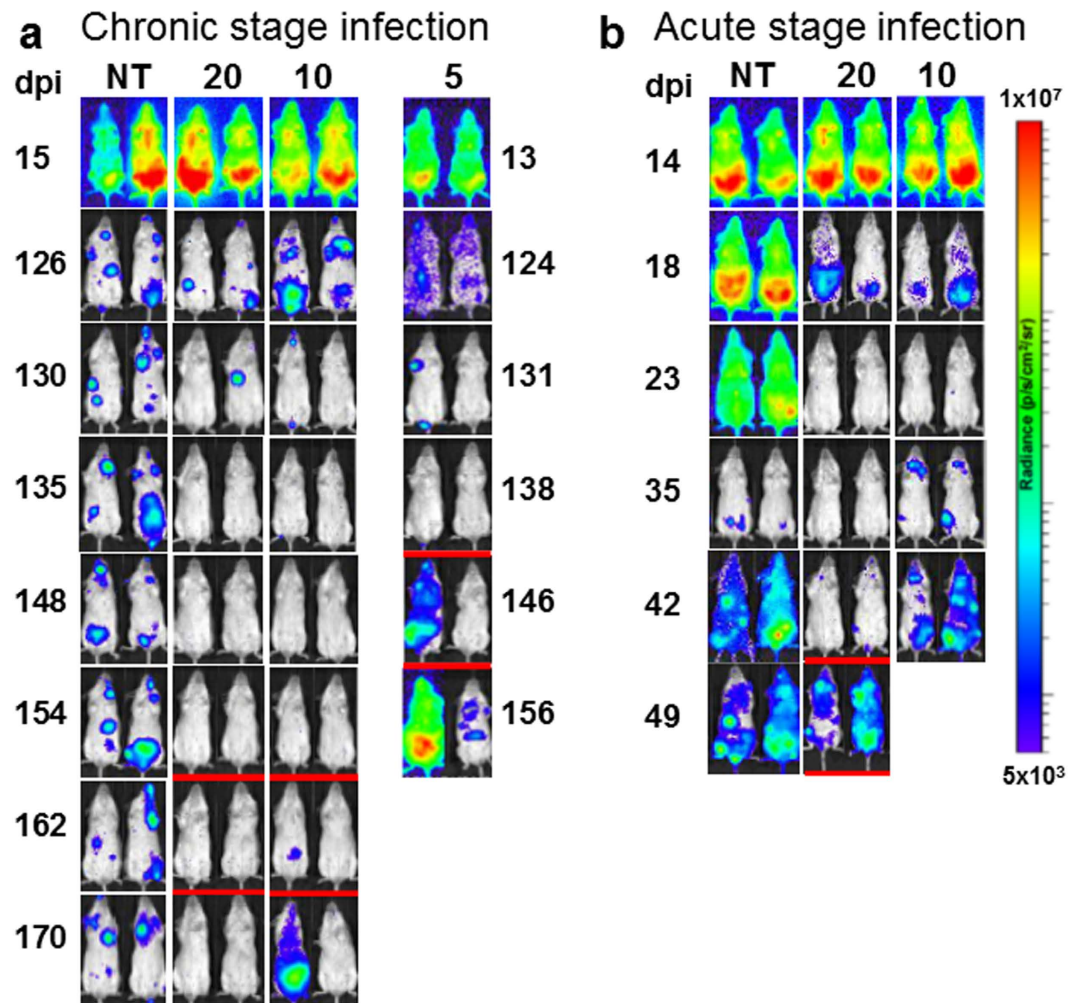 a Chronic stage infection
dpi NT 20 10 5
15 13
126 124
130 131
135 138
148 146
154 156
162
170
b Acute stage infection
dpi NT 20 10
14
18
23
35
42
49
1x10⁷
Radiance (p/s/cm²/sr)
5x10³